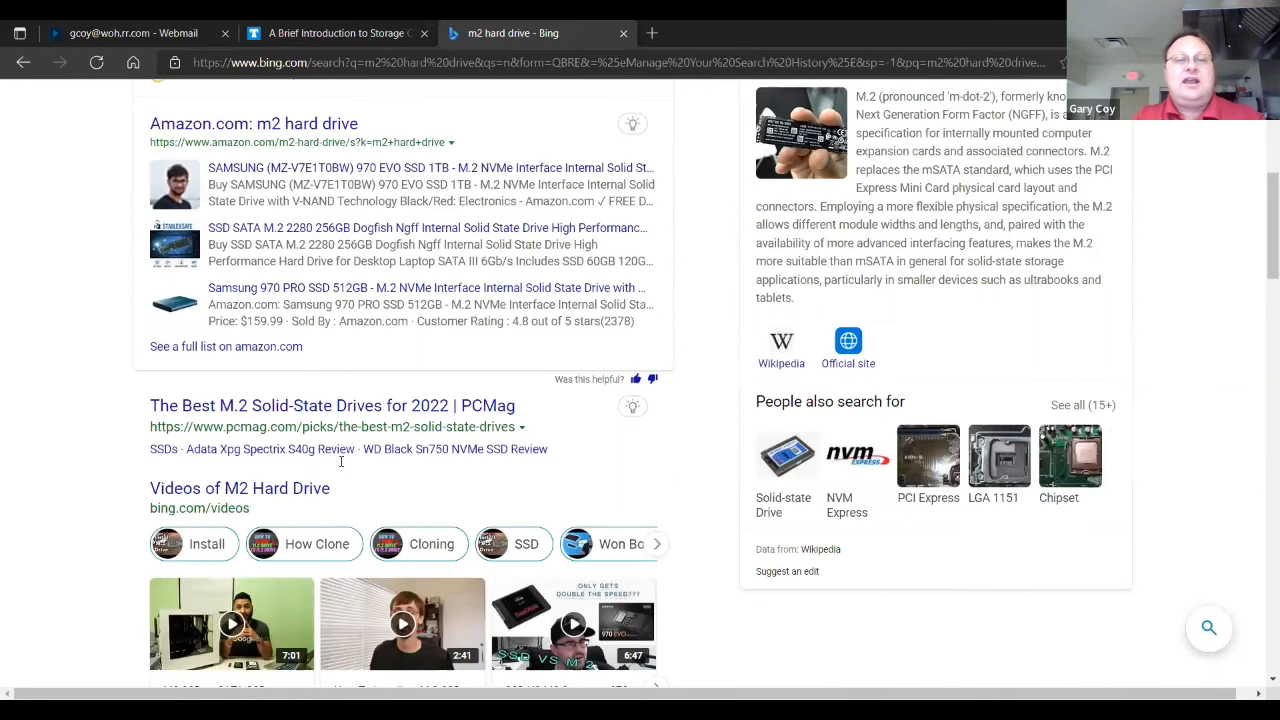 gcoy@woh.rr.com - Webmail
A Brief Introduction to Storage
m2 hard drive - Bing
https://www.bing.com/search?q=m2%20hard%20drive&qs=n&form=QBRE&=%25eManage%20Your%20Search%20History%25E&sp=-1&pq=m2%20hard%20drive...
Gary Coy
Amazon.com: m2 hard drive
https://www.amazon.com/m2-hard-drive/s?k=m2+hard+drive
SAMSUNG (MZ-V7E1T0BW) 970 EVO SSD 1TB - M.2 NVMe Interface Internal Solid St...
Buy SAMSUNG (MZ-V7E1T0BW) 970 EVO SSD 1TB - M.2 NVMe Interface Internal Solid
State Drive with V-NAND Technology Black/Red: Electronics - Amazon.com ✓ FREE D...
SSD SATA M.2 2280 256GB Dogfish Ngff Internal Solid State Drive High Performanc...
Buy SSD SATA M.2 2280 256GB Dogfish Ngff Internal Solid State Drive High
Performance Hard Drive for Desktop Laptop SATA III 6Gb/s Includes SSD 60GB 120G...
Samsung 970 PRO SSD 512GB - M.2 NVMe Interface Internal Solid State Drive with ...
Amazon.com: Samsung 970 PRO SSD 512GB - M.2 NVMe Interface Internal Solid Sta...
Price: $159.99 · Sold By : Amazon.com · Customer Rating : 4.8 out of 5 stars(2378)
See a full list on amazon.com
Was this helpful?
The Best M.2 Solid-State Drives for 2022 | PCMag
https://www.pcmag.com/picks/the-best-m2-solid-state-drives
SSDs · Adata Xpg Spectrix S40g Review · WD Black Sn750 NVMe SSD Review
Videos of M2 Hard Drive
bing.com/videos
Install
How Clone
Cloning
SSD
Won Bo
ONLY GETS
DOUBLE THE SPEED???
SSD VS M.2
7:01
2:41
6:47
M.2 (pronounced 'm-dot-2'), formerly kno
Next Generation Form Factor (NGFF), is a
specification for internally mounted computer
expansion cards and associated connectors. M.2
replaces the mSATA standard, which uses the PCI
Express Mini Card physical card layout and
connectors. Employing a more flexible physical specification, the M.2
allows different module widths and lengths, and, paired with the
availability of more advanced interfacing features, makes the M.2
more suitable than mSATA in general for solid-state storage
applications, particularly in smaller devices such as ultrabooks and
tablets.
W
Wikipedia
Official site
People also search for
See all (15+)
nvm
EXPRESS
Solid-state
Drive
NVM
Express
PCI Express
LGA 1151
Chipset
Data from: Wikipedia
Suggest an edit